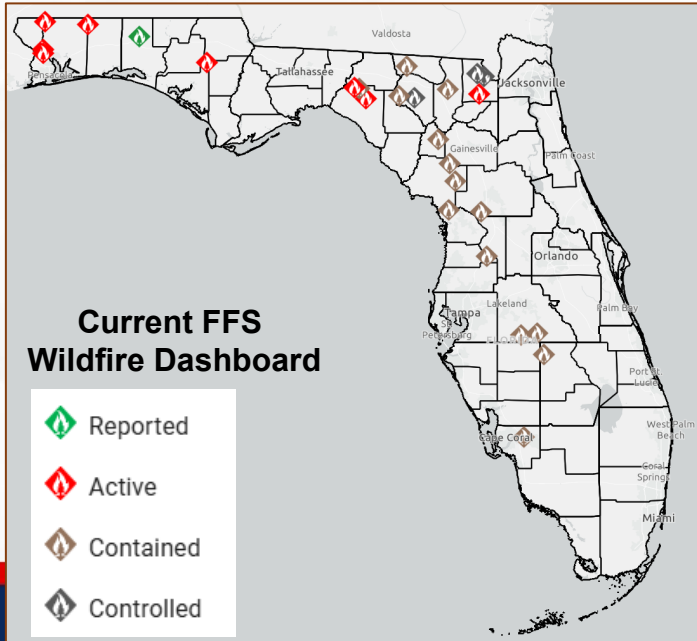 Valdosta
Pensacola
Tallahassee
Jacksonville
Gainesville
Palm Coast
Orlando
Lakeland
Palm Bay
Tampa
St.
Petersburg
FLORIDA
Port St.
Lucie
West Palm
Beach
Cape Coral
Coral
Springs
Miami
Current FFS
Wildfire Dashboard
Reported
Active
Contained
Controlled